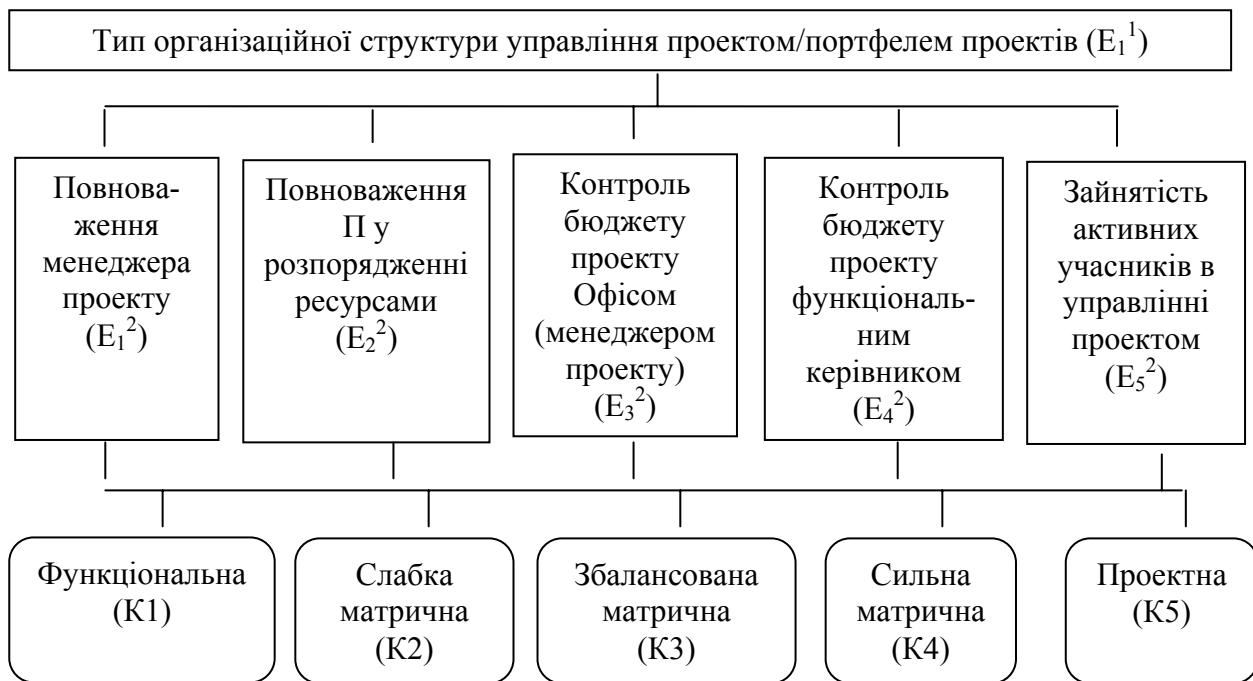 Тип організаційної структури управління проектом/портфелем проектів (E₁¹)
Повнова-
ження
менеджера
проекту
(E₁²)
Повноваження
П у
розпорядженні
ресурсами
(E₂²)
Контроль
бюджету
проекту
Офісом
(менеджером
проекту)
(E₃²)
Контроль
бюджету
проекту
функціональ-
ним
керівником
(E₄²)
Зайнятість
активних
учасників в
управлінні
проектом
(E₅²)
Функціональна
(К1)
Слабка
матрична
(К2)
Збалансована
матрична
(К3)
Сильна
матрична
(К4)
Проектна
(К5)